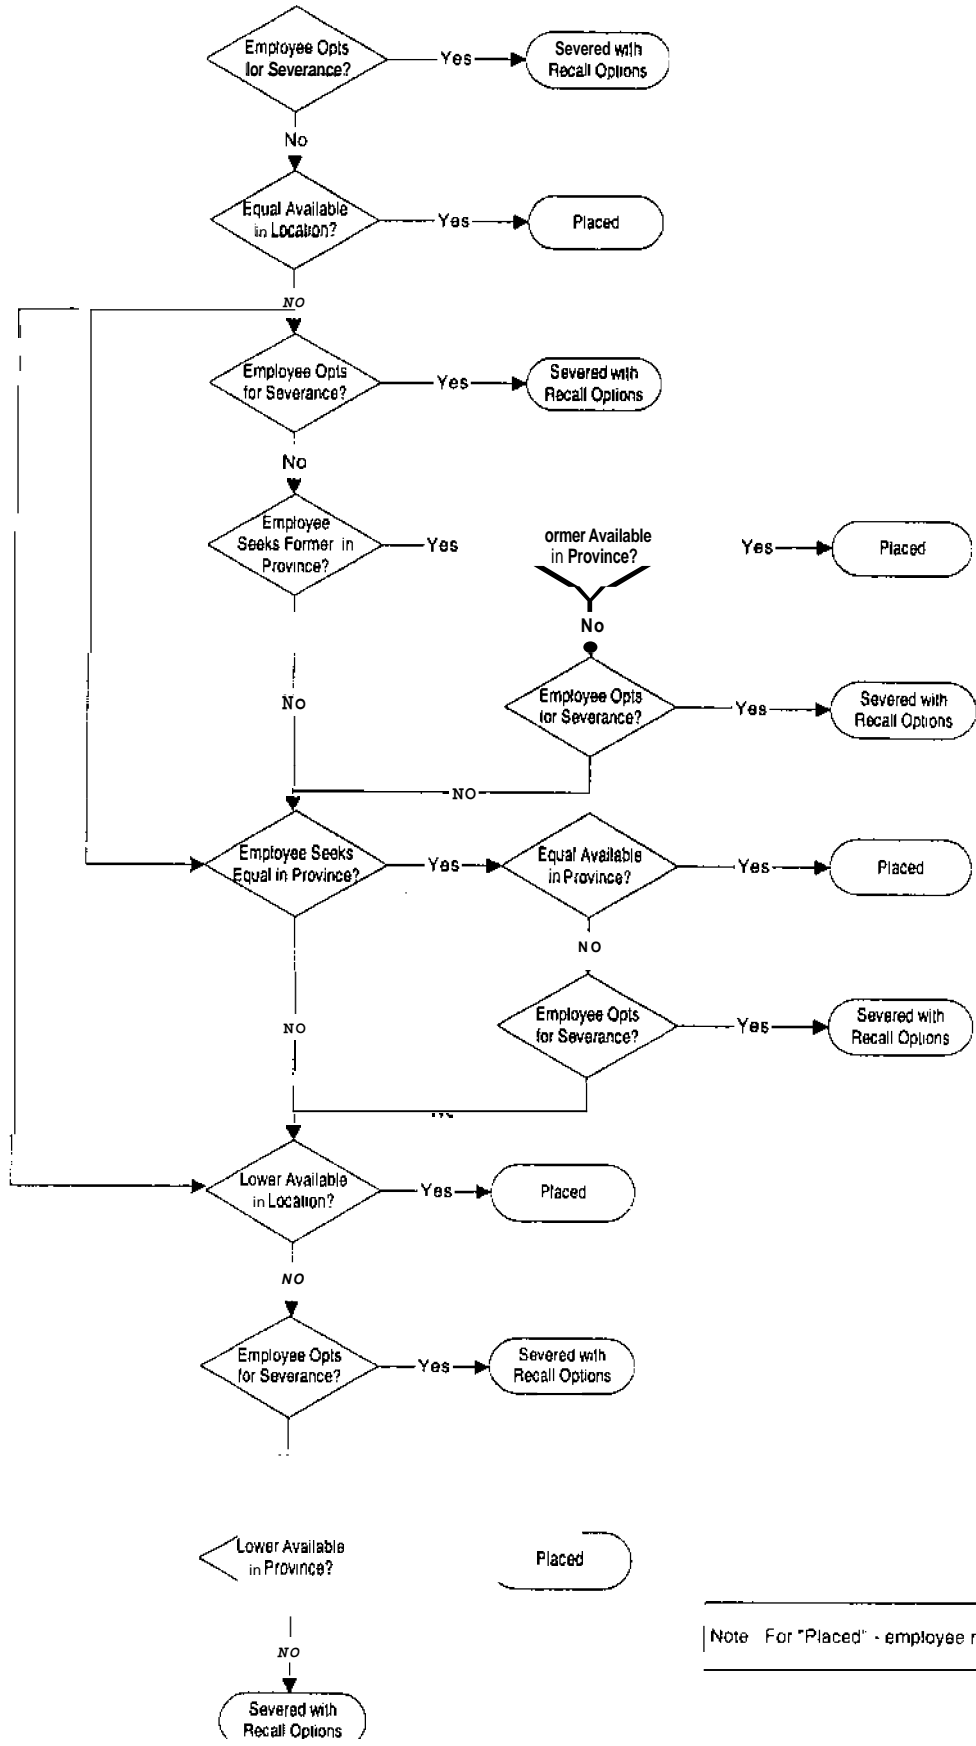 Employee Opts
for Severance?
Yes
Severed with
Recall Options
No
Equal Available
in Location?
Yes
Placed
NO
Employee Opts
for Severance?
Yes
Severed with
Recall Options
No
Employee
Seeks Former in
Province?
Yes
ormer Available
in Province?
Yes
Placed
No
No
Employee Opts
for Severance?
Yes
Severed with
Recall Options
NO
Employee Seeks
Equal in Province?
Yes
Equal Available
in Province?
Yes
Placed
NO
NO
Employee Opts
for Severance?
Yes
Severed with
Recall Options
Lower Available
in Location?
Yes
Placed
NO
Employee Opts
for Severance?
Yes
Severed with
Recall Options
Lower Available
in Province?
Placed
Note For "Placed" - employee
NO
Severed with
Recall Options